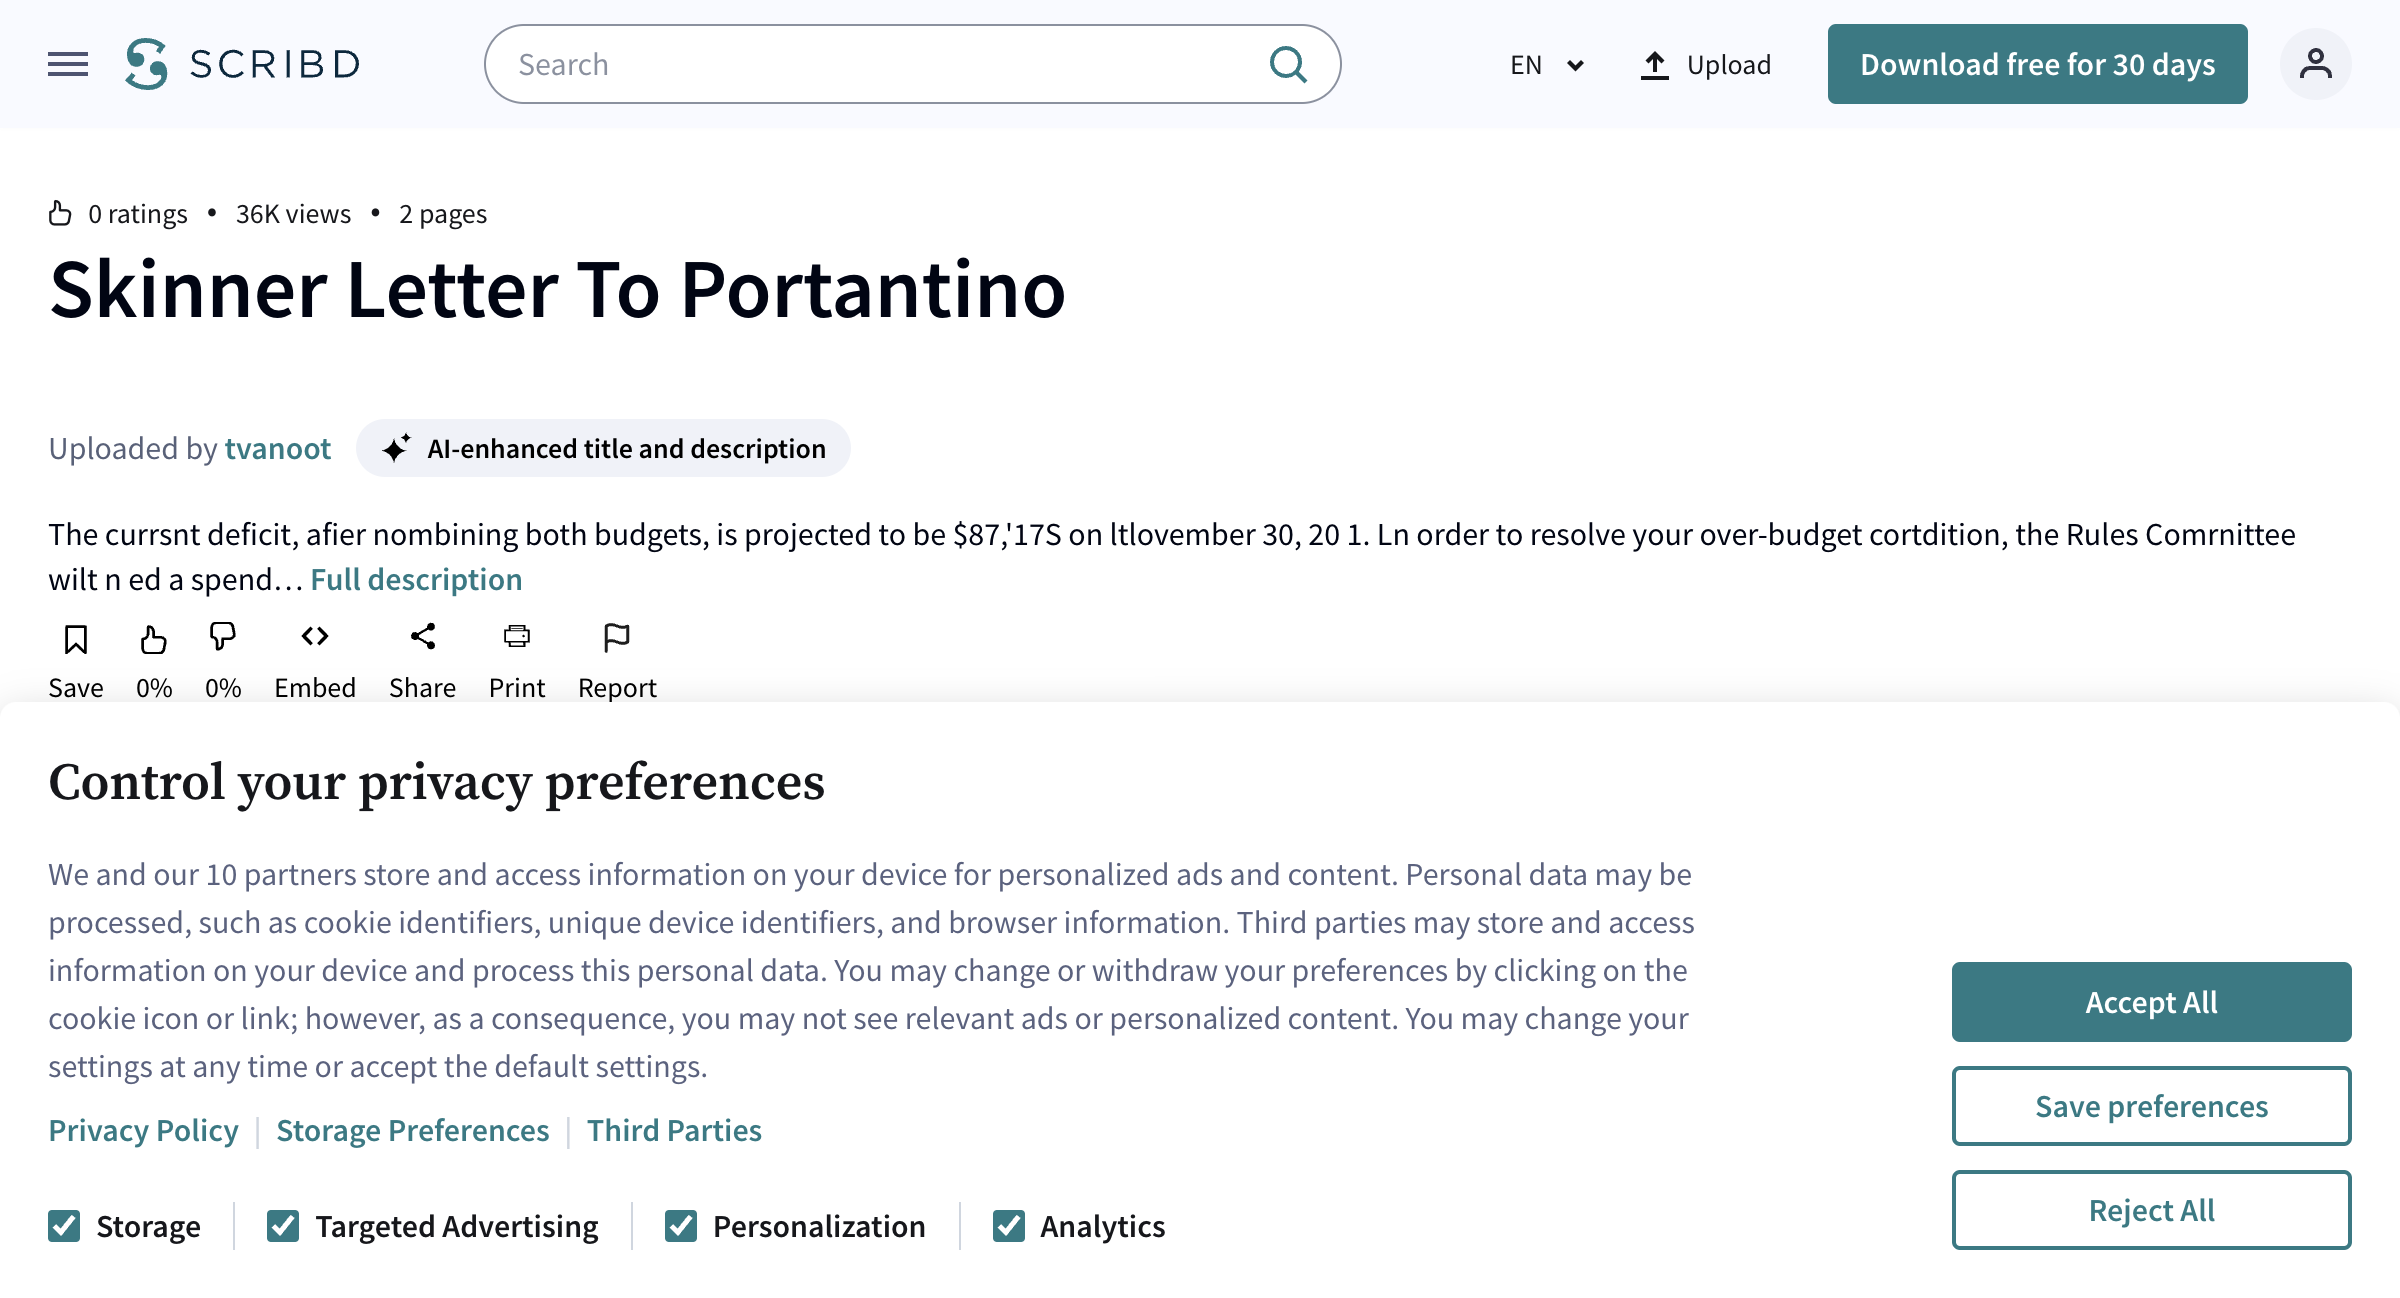 SCRIBD
Search
EN
Upload
Download free for 30 days
0 ratings • 36K views • 2 pages
Skinner Letter To Portantino
Uploaded by tvanoot
AI-enhanced title and description
The currsnt deficit, afier nombining both budgets, is projected to be $87,'17S on ltlovember 30, 20 1. Ln order to resolve your over-budget cortdition, the Rules Comrnittee
wilt n ed a spend… Full description
Save 0% 0% Embed Share Print Report
Control your privacy preferences
We and our 10 partners store and access information on your device for personalized ads and content. Personal data may be
processed, such as cookie identifiers, unique device identifiers, and browser information. Third parties may store and access
information on your device and process this personal data. You may change or withdraw your preferences by clicking on the
cookie icon or link; however, as a consequence, you may not see relevant ads or personalized content. You may change your
settings at any time or accept the default settings.
Privacy Policy | Storage Preferences | Third Parties
Storage
Targeted Advertising
Personalization
Analytics
Accept All
Save preferences
Reject All